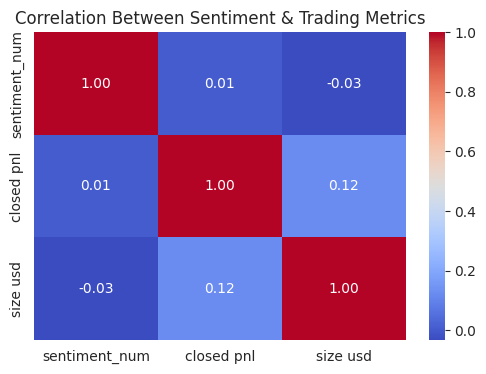 Correlation Between Sentiment & Trading Metrics
sentiment_num
closed pnl
size usd
1.00 0.01 -0.03
0.01 1.00 0.12
-0.03 0.12 1.00
sentiment_num closed pnl size usd
1.0
0.8
0.6
0.4
0.2
0.0